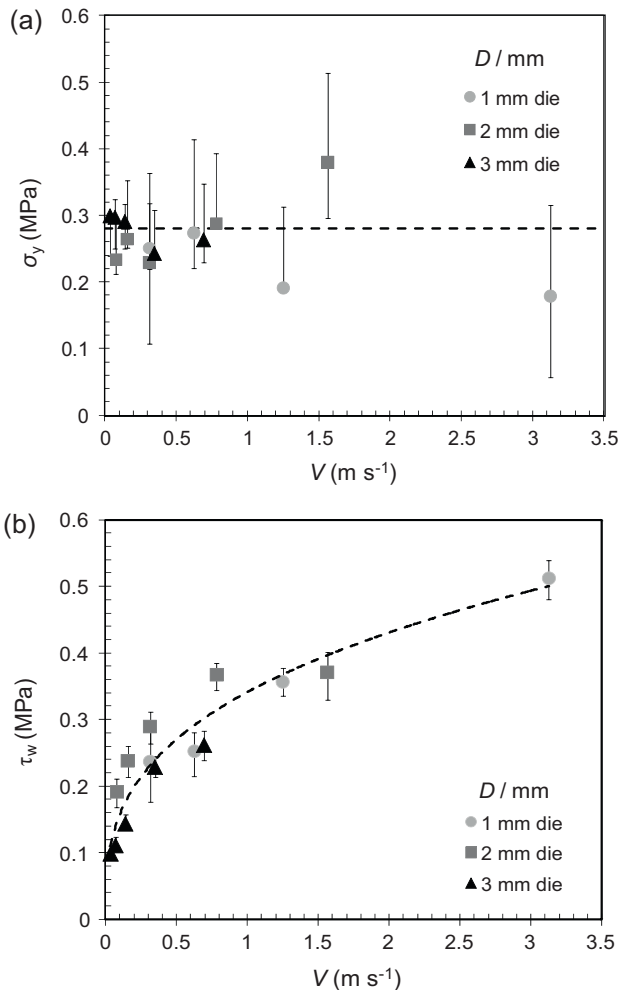 (a)
0.6
0.5
0.4
0.3
0.2
0.1
0
σy (MPa)
D / mm
1 mm die
2 mm die
3 mm die
0 0.5 1 1.5 2 2.5 3 3.5
V (m s-1)
(b)
0.6
0.5
0.4
0.3
0.2
0.1
0
τw (MPa)
D / mm
1 mm die
2 mm die
3 mm die
0 0.5 1 1.5 2 2.5 3 3.5
V (m s-1)